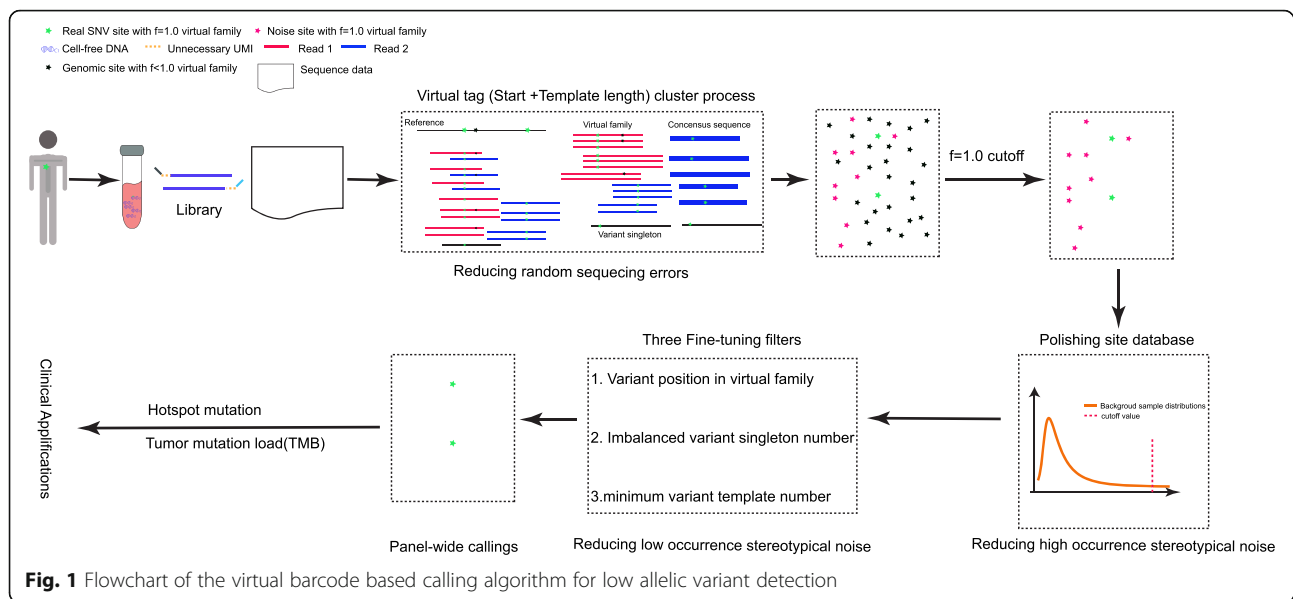 Real SNV site with f=1.0 virtual family
Noise site with f=1.0 virtual family
Cell-free DNA
Unnecessary UMI
Read 1
Read 2
Genomic site with f<1.0 virtual family
Sequence data
Virtual tag (Start +Template length) cluster process
Reference
Virtual family
Concensus sequence
Variant singleton
Library
Reducing random sequecing errors
f=1.0 cutoff
Polishing site database
Backgroud sample distributions
cutoff value
Reducing high occurrence stereotypical noise
Three Fine-tuning filters
1. Variant position in virtual family
2. Imbalanced variant singleton number
3.minimum variant template number
Reducing low occurrence stereotypical noise
Panel-wide callings
Hotspot mutation
Tumor mutation load(TMB)
Clinical Applifications
Fig. 1 Flowchart of the virtual barcode based calling algorithm for low allelic variant detection